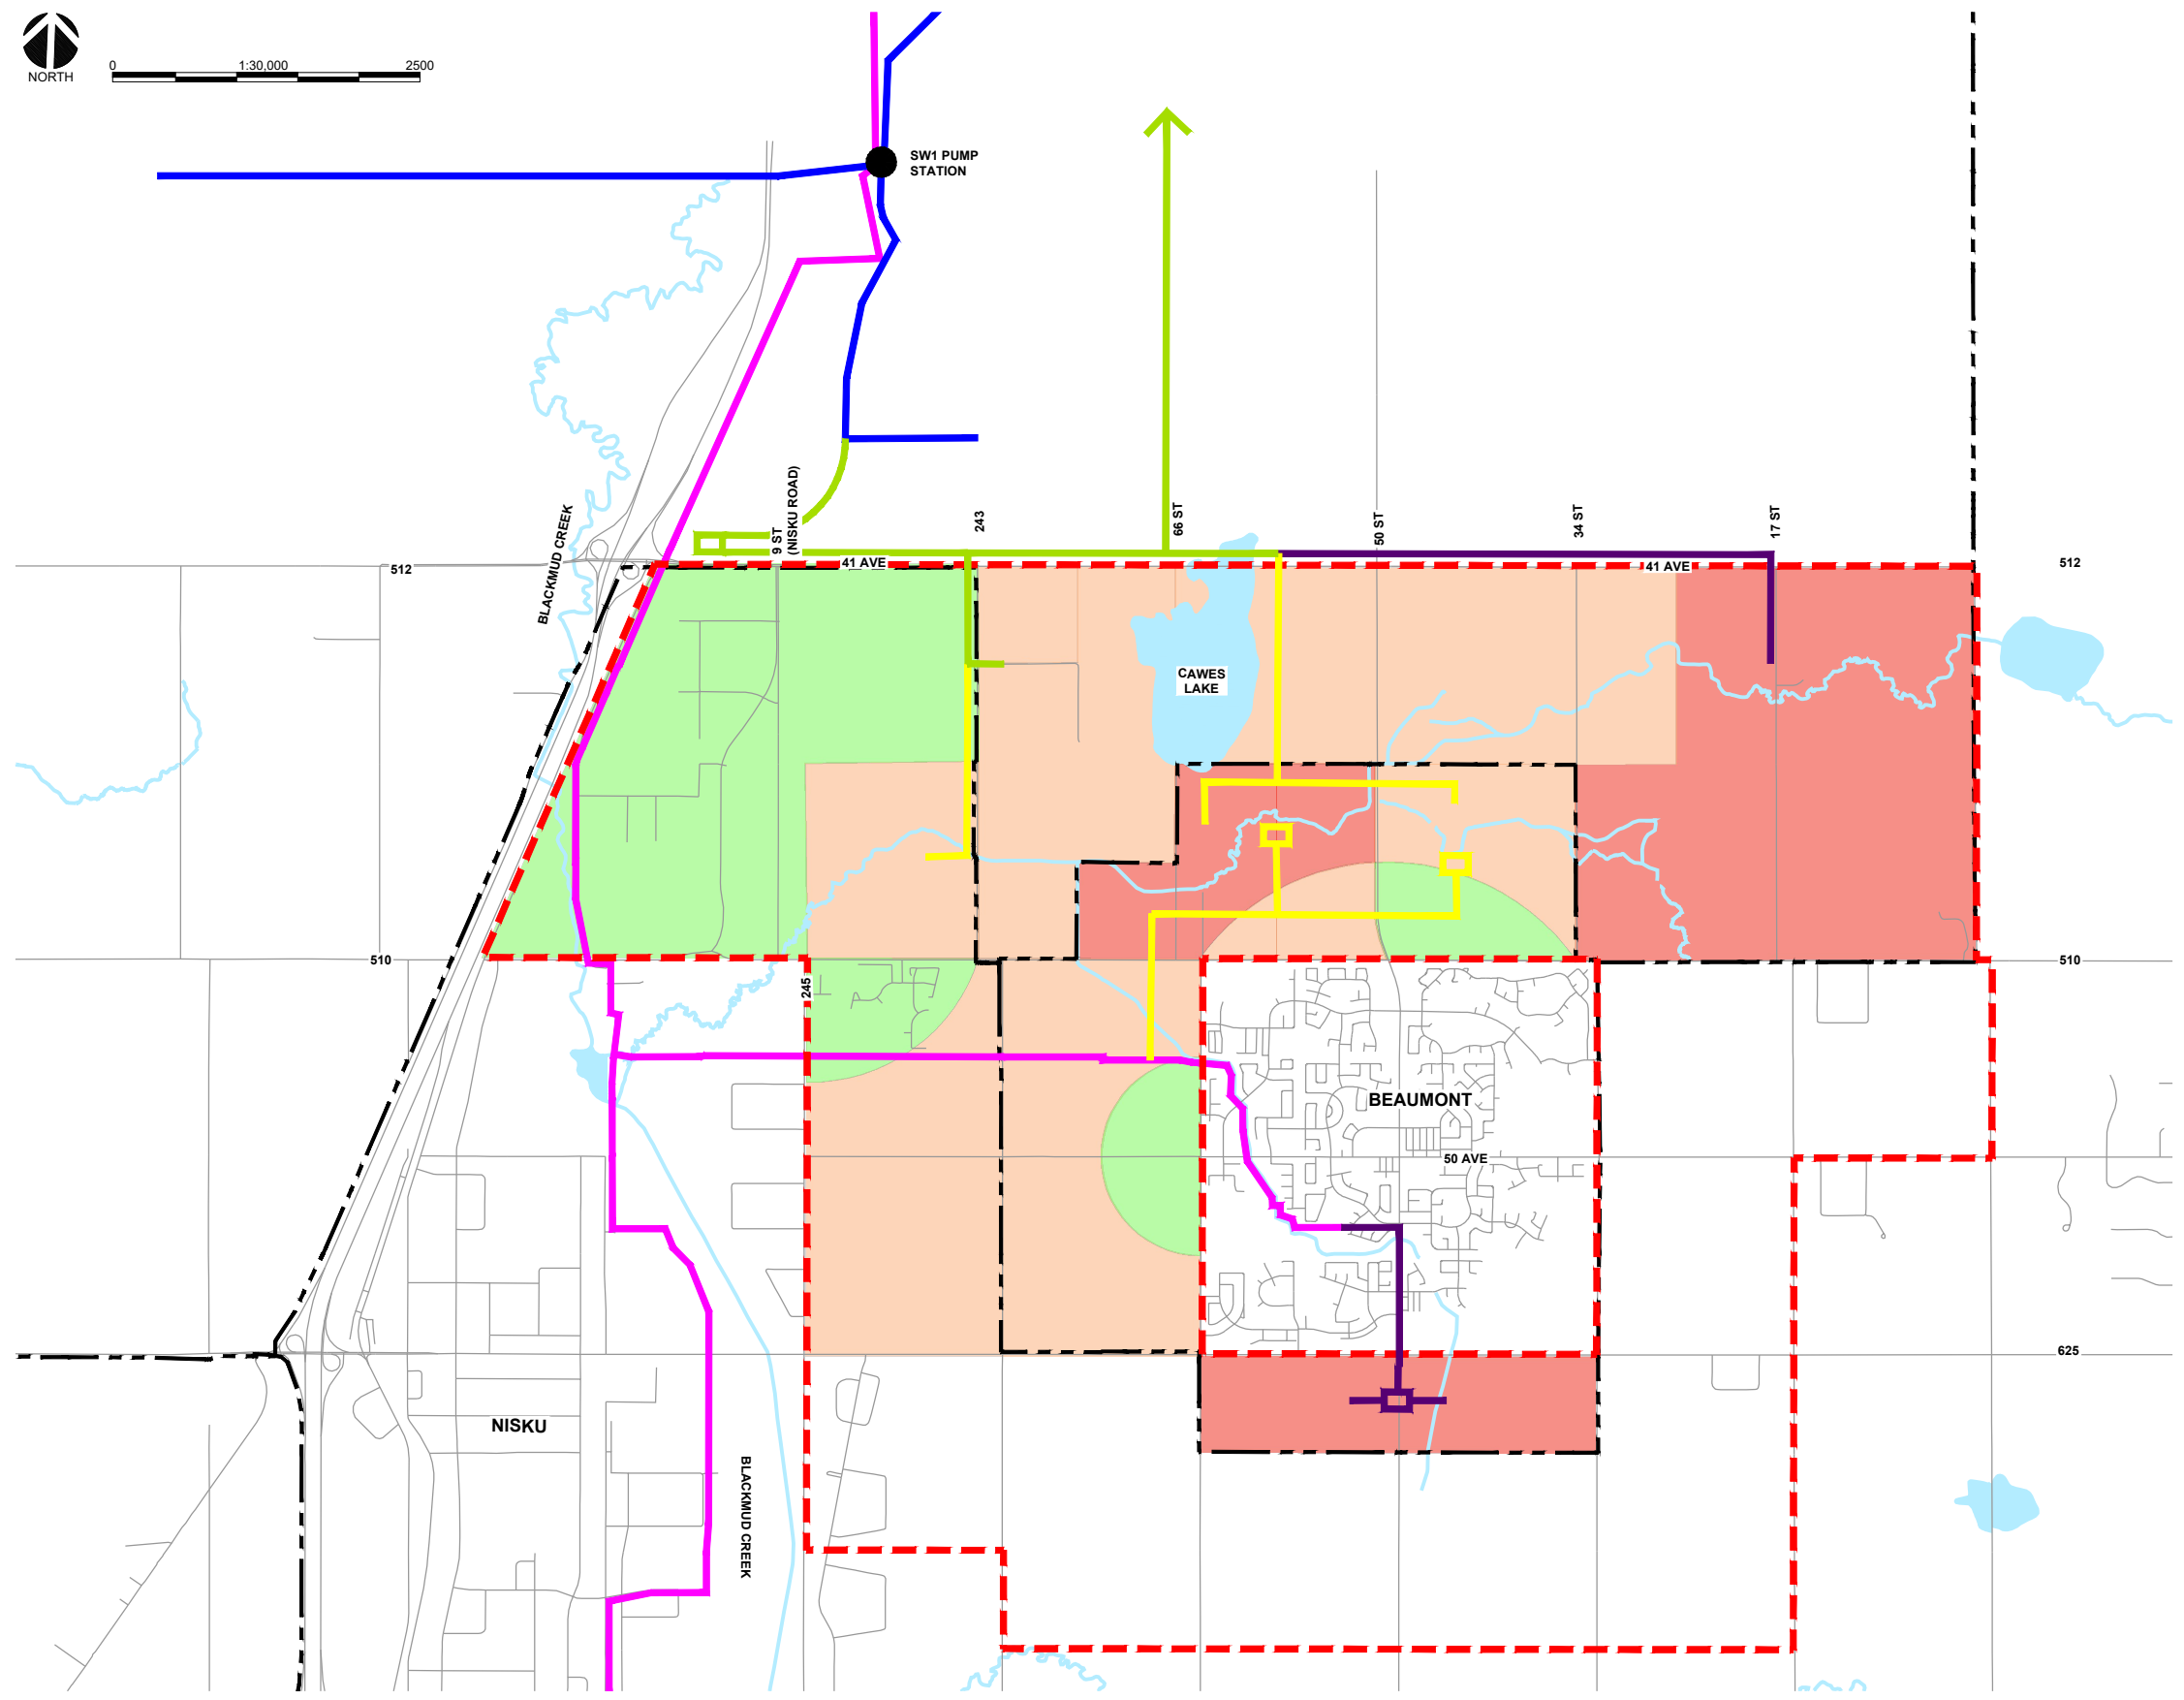 0
1:30,000
2500
NORTH
SW1 PUMP
STATION
BLACKMUD CREEK
9 ST
(NISKU ROAD)
243
66 ST
50 ST
34 ST
17 ST
512
41 AVE
41 AVE
512
CAWES
LAKE
510
245
510
BEAUMONT
50 AVE
625
NISKU
BLACKMUD CREEK